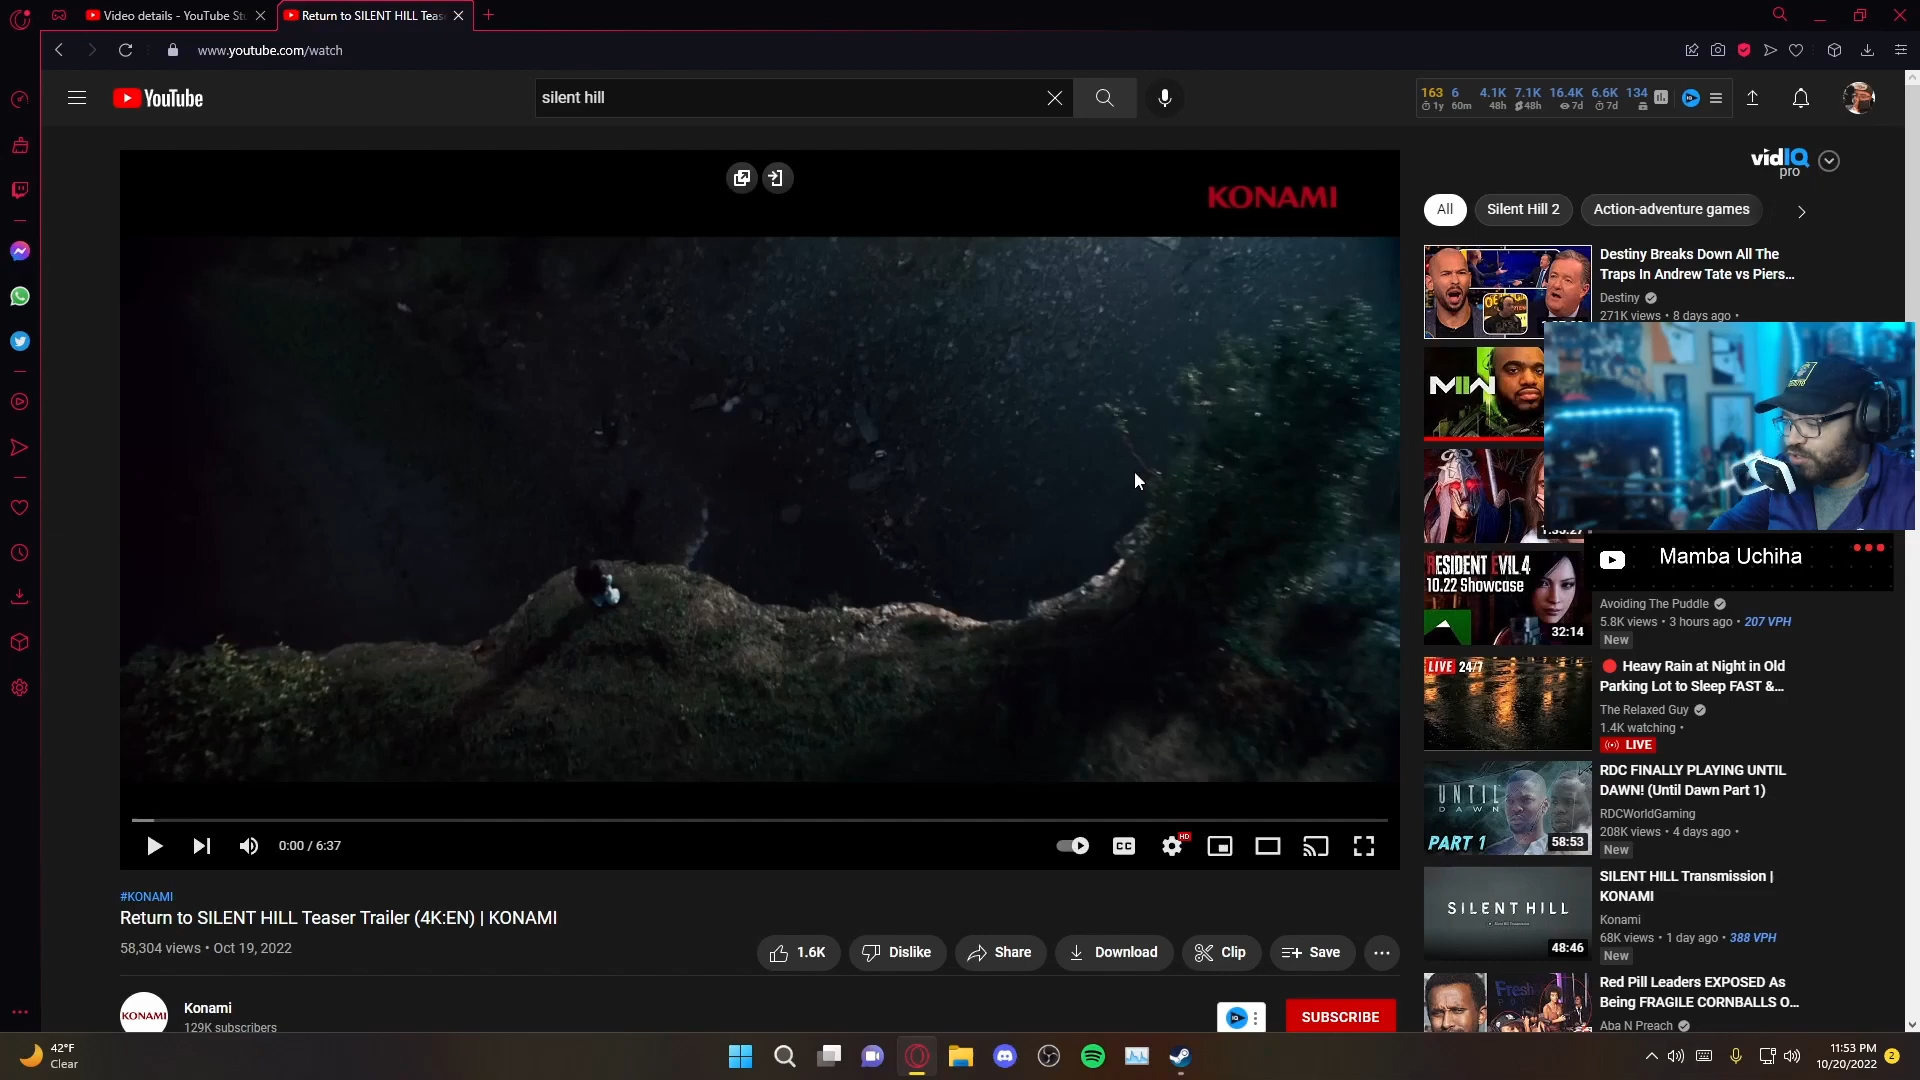 Video details - YouTube Stu
Return to SILENT HILL Teas
www.youtube.com/watch
YouTube
silent hill
163 6 4.1K 7.1K 16.4K 6.6K 134
1y 60m 48h 48h 7d 7d
KONAMI
vidIQ
pro
All
Silent Hill 2
Action-adventure games
Destiny Breaks Down All The
Traps In Andrew Tate vs Piers...
Destiny
271K views • 8 days ago •
MW
Mamba Uchiha
RESIDENT EVIL 4
10.22 Showcase
32:14
Avoiding The Puddle
5.8K views • 3 hours ago • 207 VPH
New
LIVE 24/7
Heavy Rain at Night in Old
Parking Lot to Sleep FAST &...
The Relaxed Guy
1.4K watching •
LIVE
UNTIL
DAWN
PART 1
58:53
RDC FINALLY PLAYING UNTIL
DAWN! (Until Dawn Part 1)
RDCWorldGaming
208K views • 4 days ago •
New
SILENT HILL
48:46
SILENT HILL Transmission |
KONAMI
Konami
68K views • 1 day ago • 388 VPH
New
Fresh
Red Pill Leaders EXPOSED As
Being FRAGILE CORNBALLS O...
Aba N Preach
0:00 / 6:37
CC
HD
#KONAMI
Return to SILENT HILL Teaser Trailer (4K:EN) | KONAMI
58,304 views • Oct 19, 2022
1.6K
Dislike
Share
Download
Clip
Save
KONAMI
Konami
129K subscribers
SUBSCRIBE
42°F
Clear
11:53 PM
10/20/2022
2